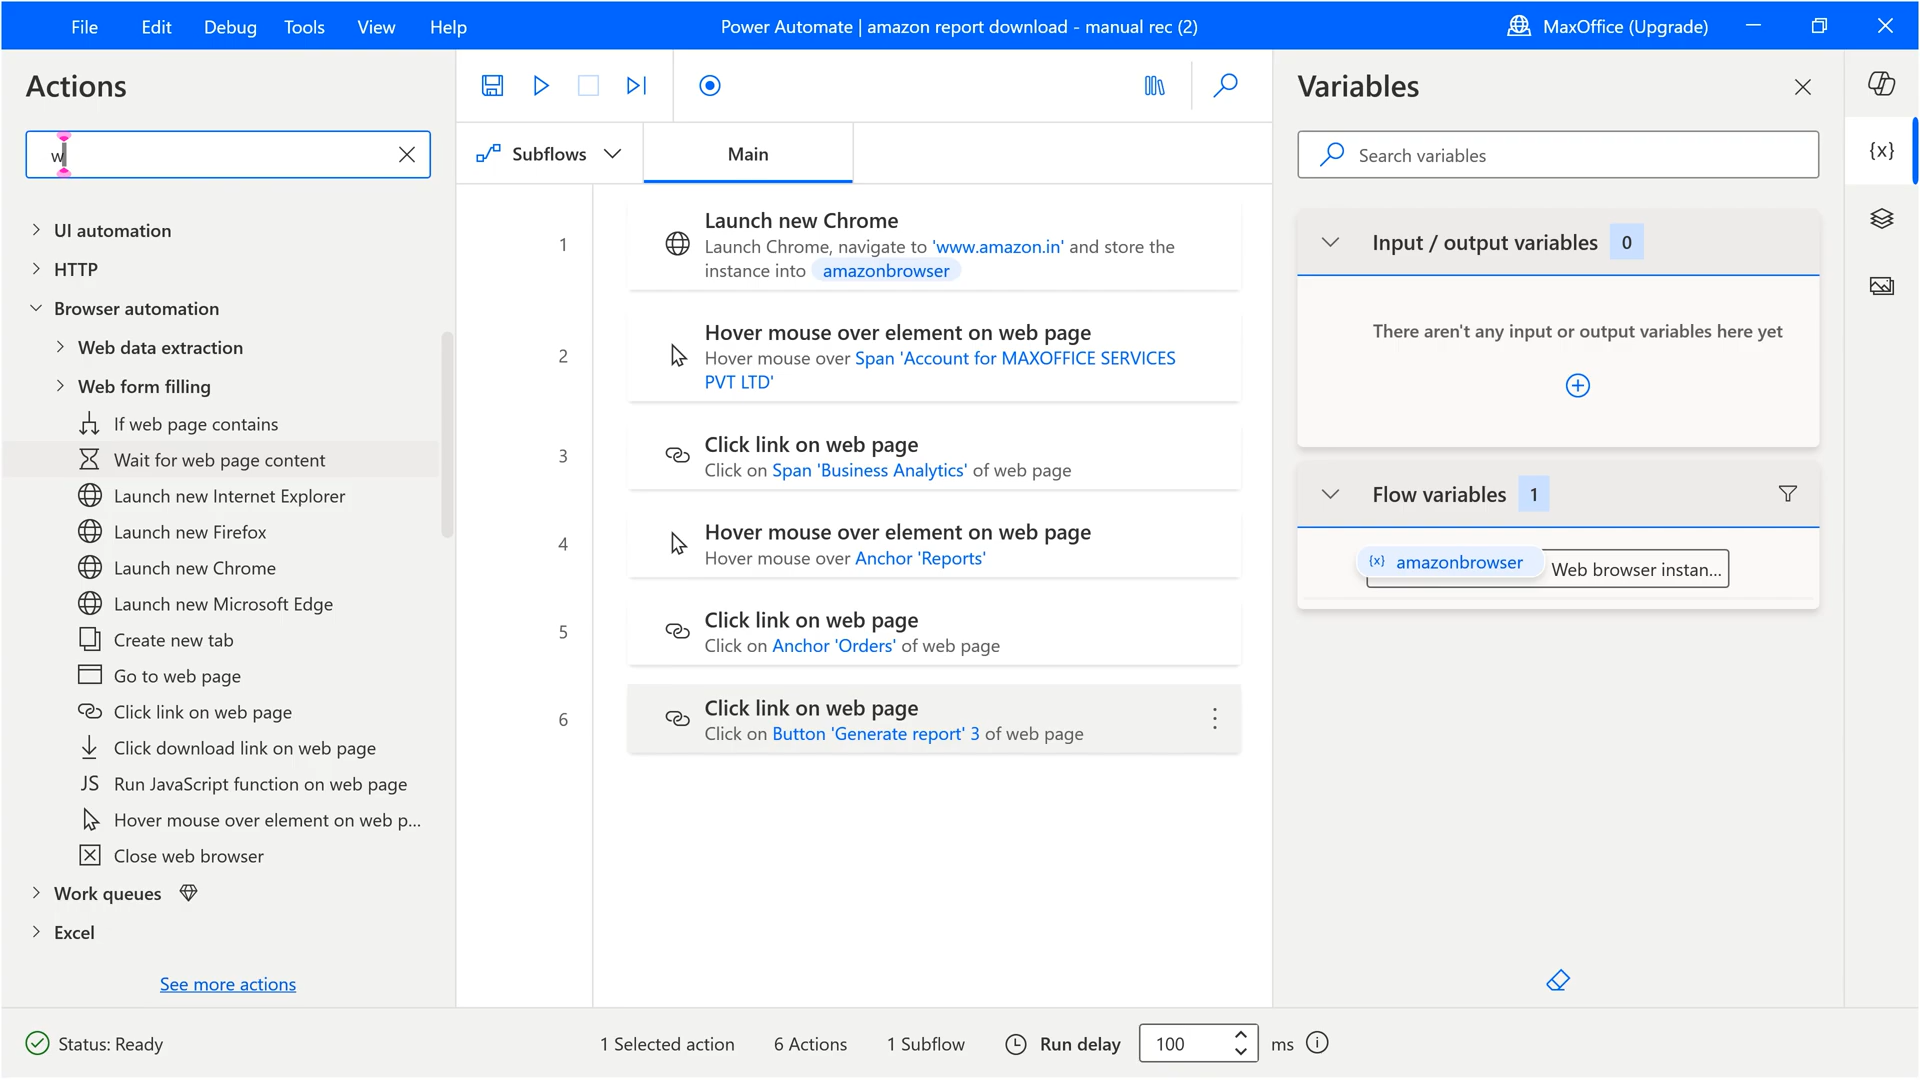 File Edit Debug Tools View Help
Power Automate | amazon report download - manual rec (2)
MaxOffice (Upgrade)
Actions
w
UI automation
HTTP
Browser automation
Web data extraction
Web form filling
If web page contains
Wait for web page content
Launch new Internet Explorer
Launch new Firefox
Launch new Chrome
Launch new Microsoft Edge
Create new tab
Go to web page
Click link on web page
Click download link on web page
JS Run JavaScript function on web page
Hover mouse over element on web p...
Close web browser
Work queues
Excel
See more actions
Subflows
Main
1
Launch new Chrome
Launch Chrome, navigate to 'www.amazon.in' and store the
instance into amazonbrowser
2
Hover mouse over element on web page
Hover mouse over Span 'Account for MAXOFFICE SERVICES
PVT LTD'
3
Click link on web page
Click on Span 'Business Analytics' of web page
4
Hover mouse over element on web page
Hover mouse over Anchor 'Reports'
5
Click link on web page
Click on Anchor 'Orders' of web page
6
Click link on web page
Click on Button 'Generate report' 3 of web page
Variables
Search variables
Input / output variables 0
There aren't any input or output variables here yet
Flow variables 1
{x} amazonbrowser Web browser instan...
{x}
Status: Ready
1 Selected action
6 Actions
1 Subflow
Run delay 100 ms